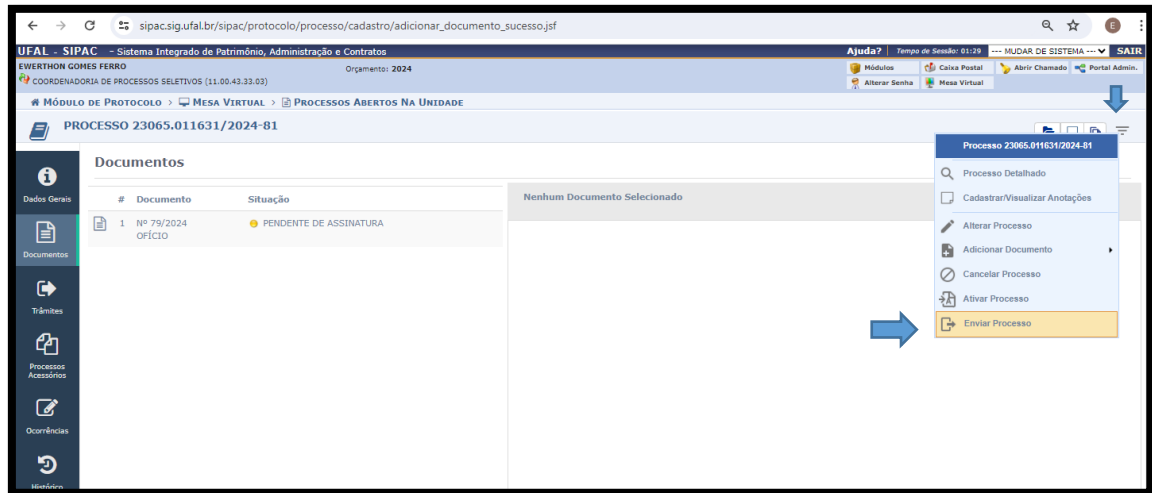 sipac.sig.ufal.br/sipac/protocolo/processo/cadastro/adicionar_documento_sucesso.jsf
E
UFAL - SIPAC - Sistema Integrado de Patrimônio, Administração e Contratos
Ajuda? Tempo de Sessão: 01:29 --- MUDAR DE SISTEMA --- SAIR
EWERTHON GOMES FERRO Orçamento: 2024
Módulos Caixa Postal Abrir Chamado Portal Admin.
COORDENADORIA DE PROCESSOS SELETIVOS (11.00.43.33.03)
Alterar Senha Mesa Virtual
MÓDULO DE PROTOCOLO > MESA VIRTUAL > PROCESSOS ABERTOS NA UNIDADE
PROCESSO 23065.011631/2024-81
Dados Gerais
Documentos
Trâmites
Processos
Acessórios
Ocorrências
Histórico
Documentos
# Documento Situação
1 Nº 79/2024 PENDENTE DE ASSINATURA
OFÍCIO
Nenhum Documento Selecionado
Processo 23065.011631/2024-81
Processo Detalhado
Cadastrar/Visualizar Anotações
Alterar Processo
Adicionar Documento
Cancelar Processo
Ativar Processo
Enviar Processo